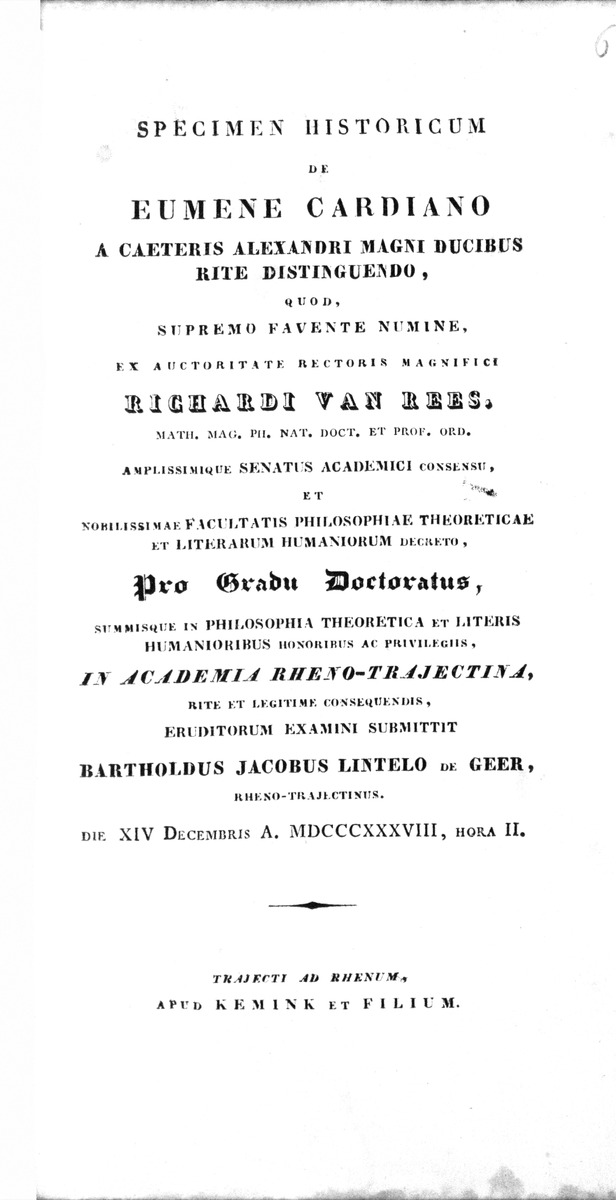 SPECIMEN HISTORICUM
DE
EUMENE CARDIANO
A CAETERIS ALEXANDRI MAGNI DUCIBUS
RITE DISTINGUENDO,
QUOD,
SUPREMO FAVENTE NUMINE,
EX AUCTORITATE RECTORIS MAGNIFICI
RICHARDI VAN REES,
MATH. MAG. PH. NAT. DOCT. ET PROF. ORD.
AMPLISSIMIQUE SENATUS ACADEMICI CONSENSU,
ET
NOBILISSIMAE FACULTATIS PHILOSOPHIAE THEORETICAE
ET LITERARUM HUMANIORUM DECRETO,
Pro Gradu Doctoratus,
SUMMISQUE IN PHILOSOPHIA THEORETICA ET LITERIS
HUMANIORIBUS HONORIBUS AC PRIVILEGIIS,
IN ACADEMIA RHENO-TRAJECTINA,
RITE ET LEGITIME CONSEQUENDIS,
ERUDITORUM EXAMINI SUBMITTIT
BARTHOLDUS JACOBUS LINTELO DE GEER,
RHENO-TRAJECTINUS.
DIE XIV DECEMBRIS A. MDCCCXXXVIII, HORA II.
TRAJECTI AD RHENUM,
APUD KEMINK ET FILIUM.